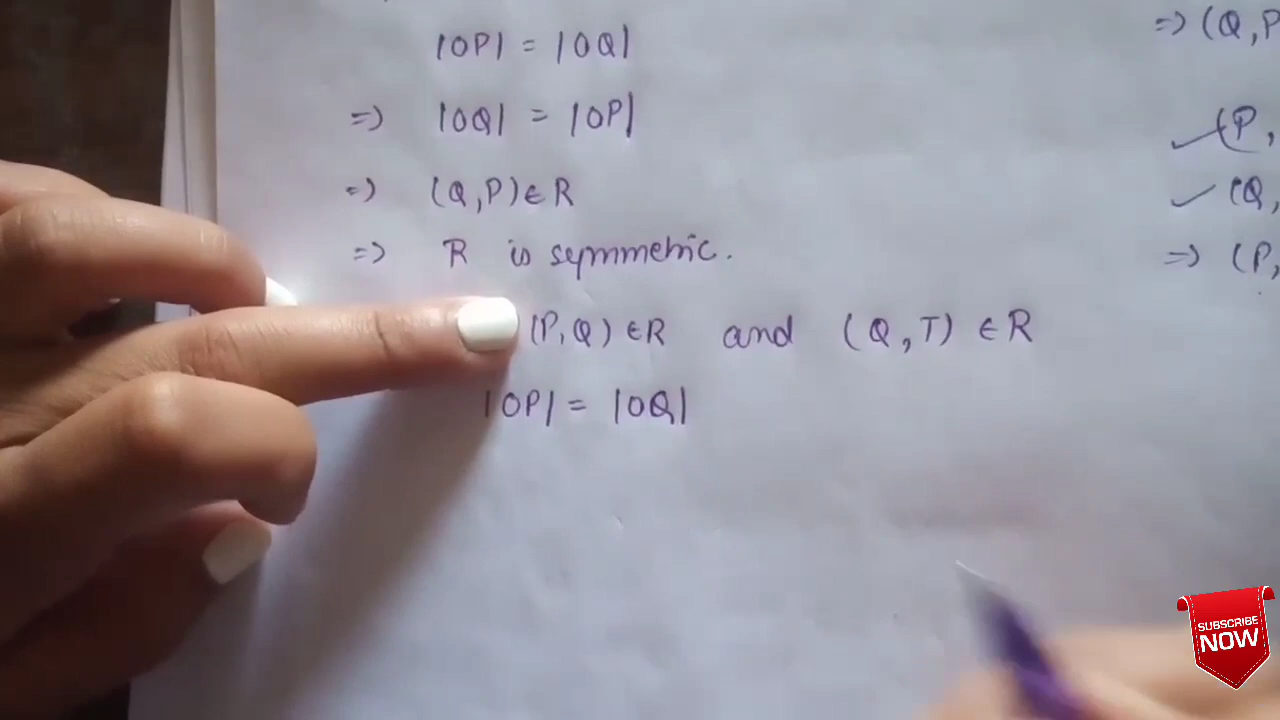 |OP| = |OQ|
=> |OQ| = |OP|
=> (Q,P) ∈ R
=> R is symmetric.
(P,Q) ∈ R and (Q,T) ∈ R
|OP| = |OQ|
=> (Q,P
(P,
(Q,
=> (P,
SUBSCRIBE
NOW